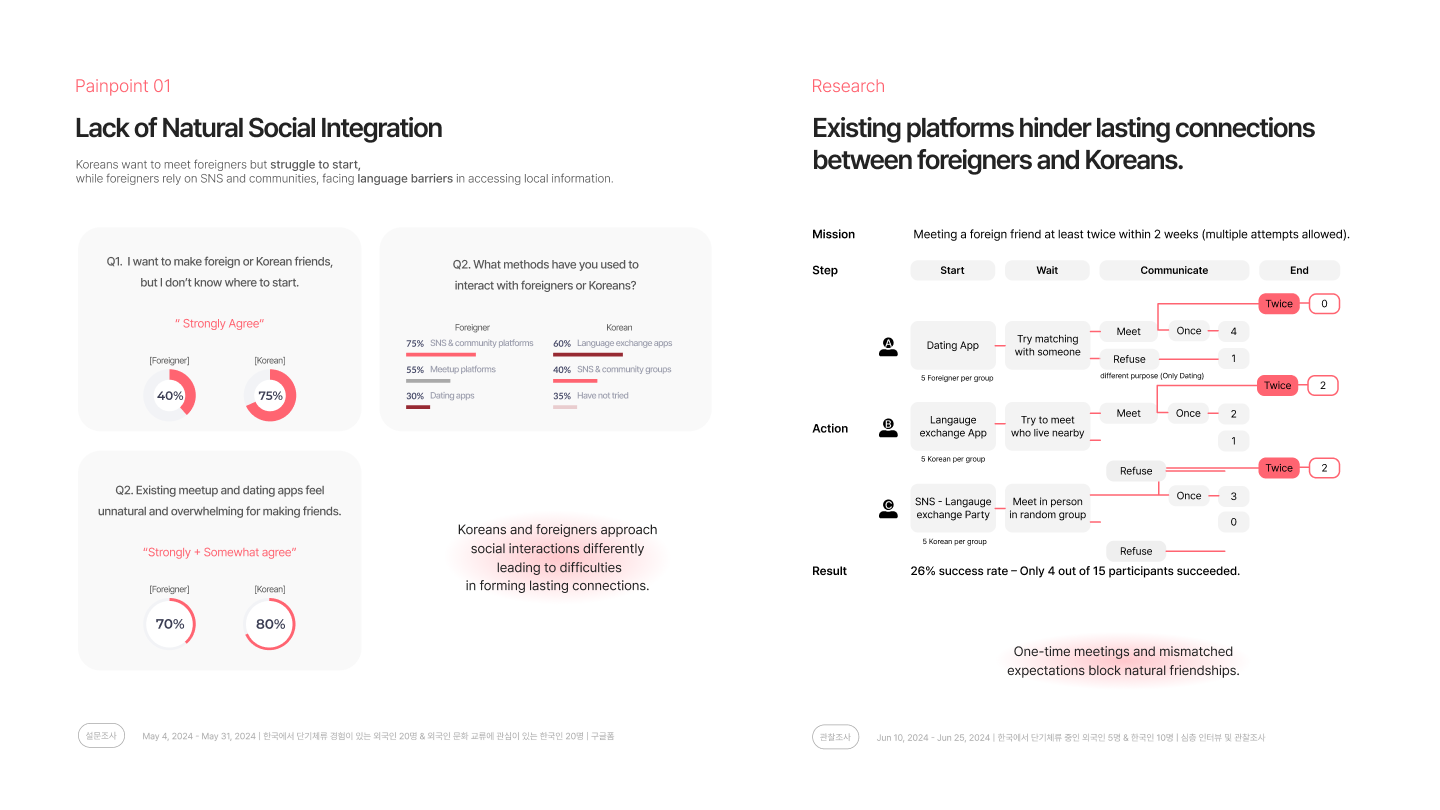 Painpoint 01
Lack of Natural Social Integration
Koreans want to meet foreigners but struggle to start,
while foreigners rely on SNS and communities, facing language barriers in accessing local information.
Q1. I want to make foreign or Korean friends,
but I don't know where to start.
“ Strongly Agree”
[Foreigner]
[Korean]
40%
75%
Q2. What methods have you used to
interact with foreigners or Koreans?
Foreigner
Korean
75% SNS & community platforms
60% Language exchange apps
55% Meetup platforms
40% SNS & community groups
30% Dating apps
35% Have not tried
Q2. Existing meetup and dating apps feel
unnatural and overwhelming for making friends.
“Strongly + Somewhat agree”
[Foreigner]
[Korean]
70%
80%
Koreans and foreigners approach
social interactions differently
leading to difficulties
in forming lasting connections.
설문조사
May 4, 2024 - May 31, 2024 | 한국에서 단기체류 경험이 있는 외국인 20명 & 외국인 문화 교류에 관심이 있는 한국인 20명 | 구글폼
Research
Existing platforms hinder lasting connections
between foreigners and Koreans.
Mission
Meeting a foreign friend at least twice within 2 weeks (multiple attempts allowed).
Step
Start
Wait
Communicate
End
Twice
0
A
Dating App
Try matching
with someone
Meet
Once
4
Refuse
1
5 Foreigner per group
different purpose (Only Dating)
Twice
2
Action
B
Langauge
exchange App
Try to meet
who live nearby
Meet
Once
2
1
5 Korean per group
Refuse
Twice
2
C
SNS - Langauge
exchange Party
Meet in person
in random group
Once
3
0
5 Korean per group
Refuse
Result
26% success rate – Only 4 out of 15 participants succeeded.
One-time meetings and mismatched
expectations block natural friendships.
관찰조사
Jun 10, 2024 - Jun 25, 2024 | 한국에서 단기체류 중인 외국인 5명 & 한국인 10명 | 심층 인터뷰 및 관찰조사